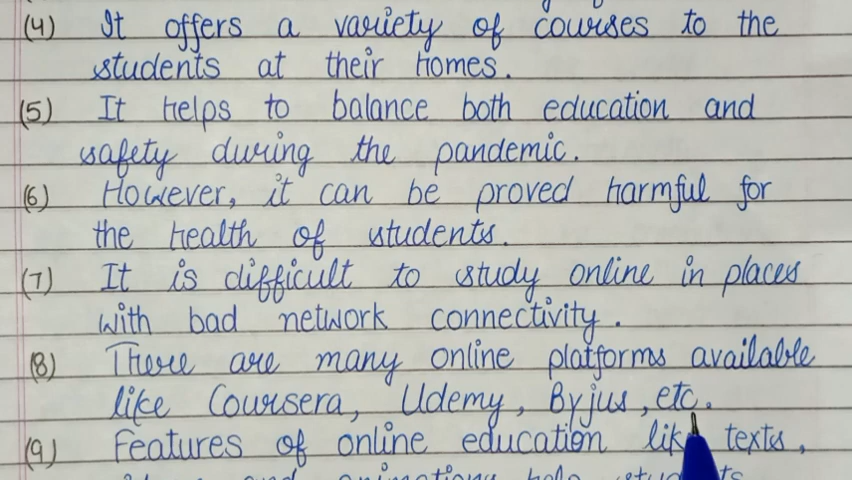 (4) It offers a variety of courses to the
students at their homes.
(5) It helps to balance both education and
safety during the pandemic.
(6) However, it can be proved harmful for
the health of students.
(7) It is difficult to study online in places
with bad network connectivity.
(8) There are many online platforms available
like Coursera, Udemy, Byjus, etc.
(9) Features of online education like texts,
and animations help